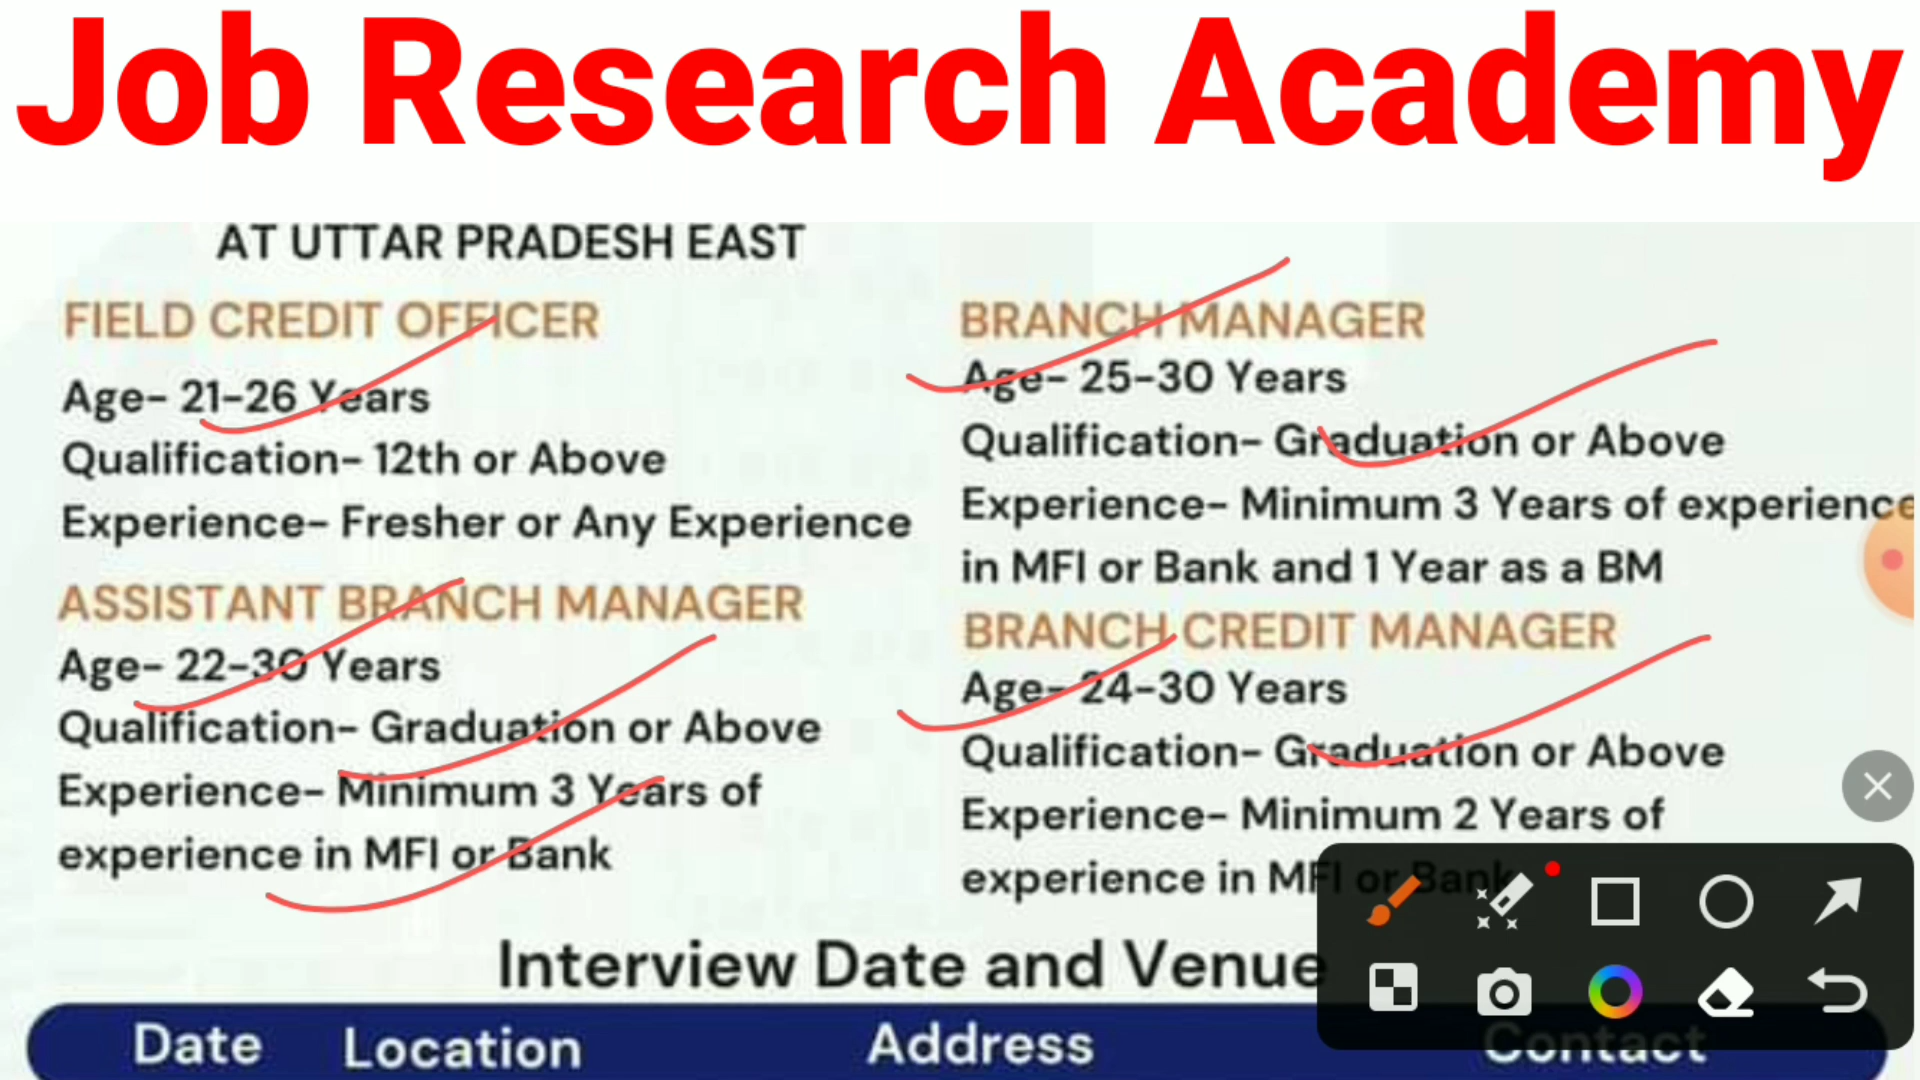 Job Research Academy
AT UTTAR PRADESH EAST
FIELD CREDIT OFFICER
Age- 21-26 Years
Qualification- 12th or Above
Experience- Fresher or Any Experience
ASSISTANT BRANCH MANAGER
Age- 22-30 Years
Qualification- Graduation or Above
Experience- Minimum 3 Years of
experience in MFI or Bank
BRANCH MANAGER
Age- 25-30 Years
Qualification- Graduation or Above
Experience- Minimum 3 Years of experience
in MFI or Bank and 1 Year as a BM
BRANCH CREDIT MANAGER
Age- 24-30 Years
Qualification- Graduation or Above
Experience- Minimum 2 Years of
experience in MFI or Bank
Interview Date and Venue
Date Location Address Contact